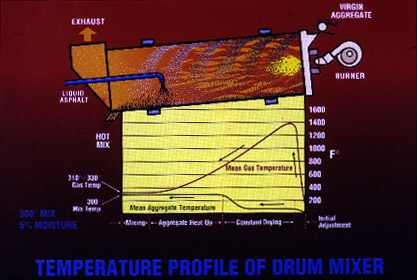 EXHAUST
VIRGIN
AGGREGATE
BURNER
LIQUID
ASPHALT
HOT
MIX
1600
1400
1200
F°
1000
800
600
400
200
Mean Gas Temperature
Mean Aggregate Temperature
310° - 330
Gas Temp
300
Mix Temp
300° MIX
5% MOISTURE
Mixing
Aggregate Heat Up
Constant Drying
Initial
Adjustment
TEMPERATURE PROFILE OF DRUM MIXER